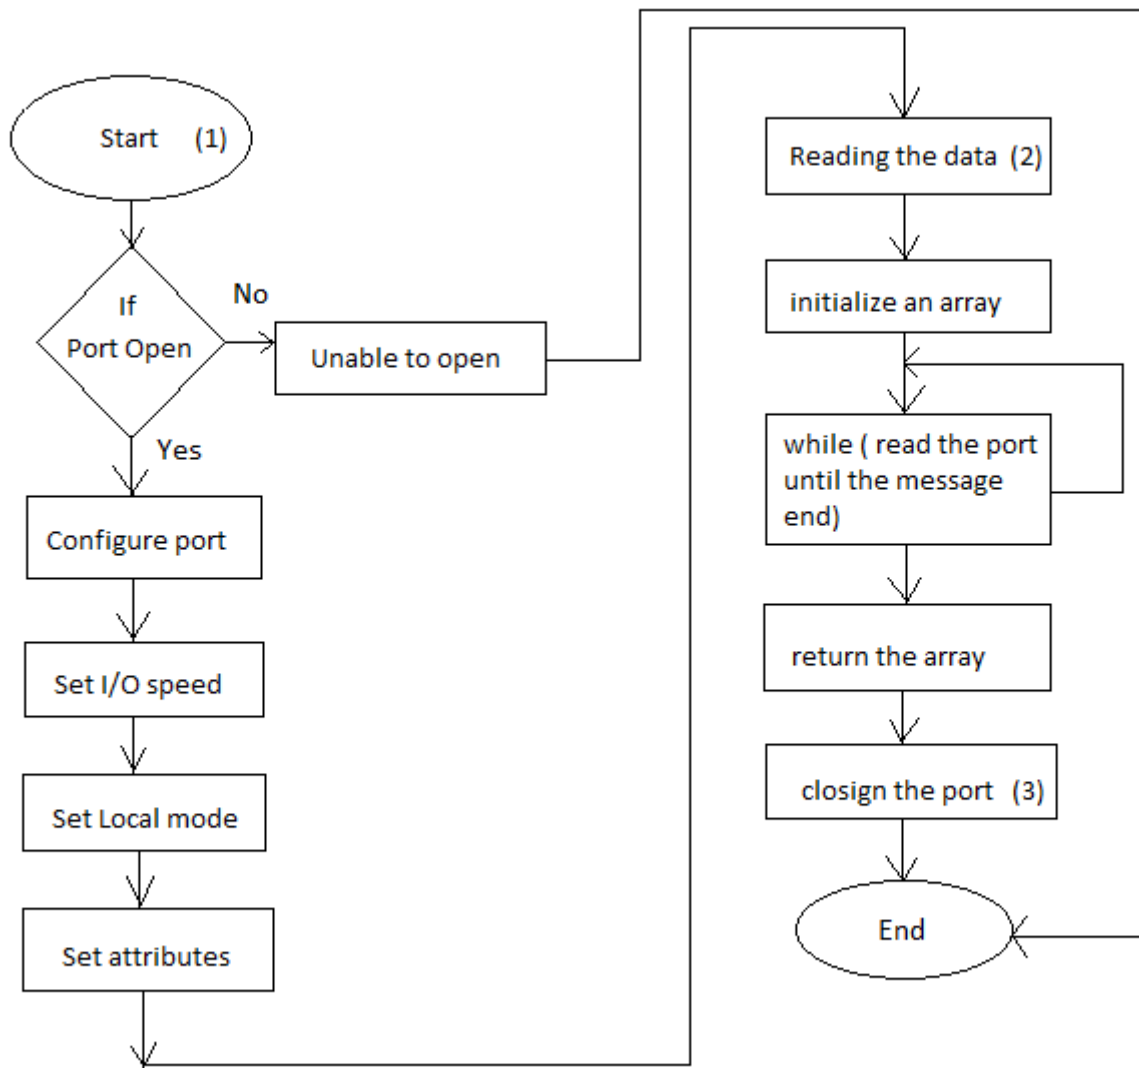 Start (1)
If
Port Open
No
Unable to open
Yes
Configure port
Set I/O speed
Set Local mode
Set attributes
Reading the data (2)
initialize an array
while ( read the port
until the message
end)
return the array
closign the port (3)
End